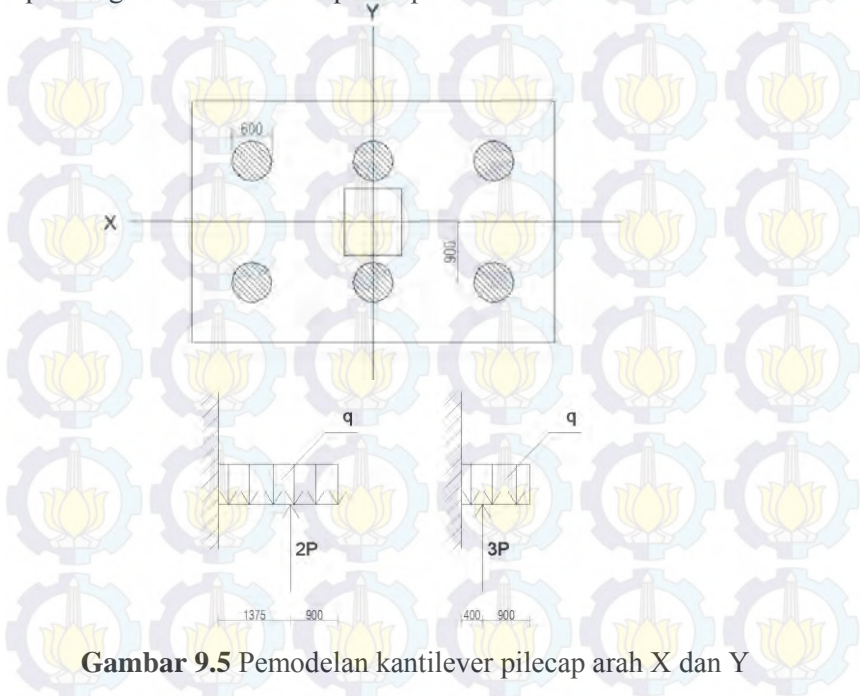 Y
600
X
900
q
q
2P
3P
1375
900
400
900
Gambar 9.5 Pemodelan kantilever pilecap arah X dan Y